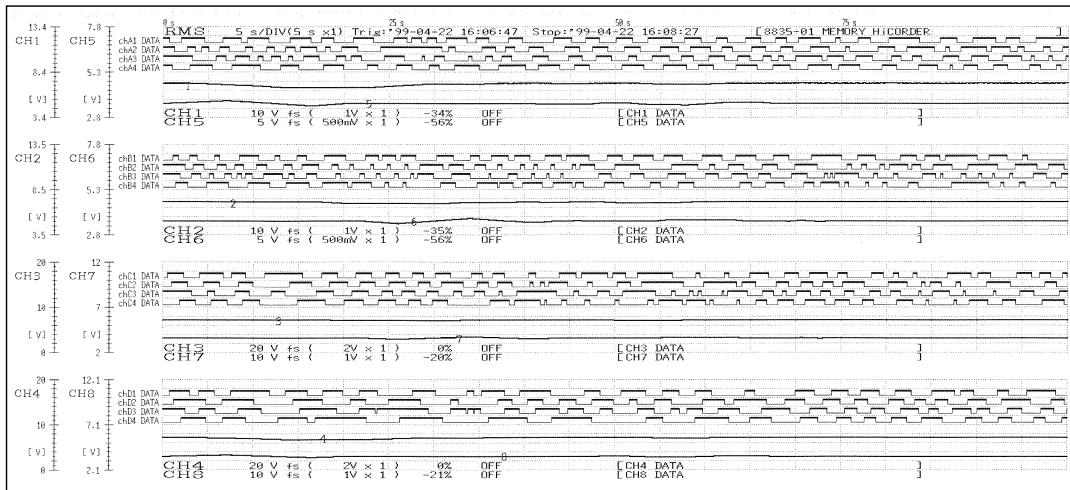 0 s 25 s 50 s 75 s
RMS 5 s/DIV(5 s x1) Trig:'99-04-22 16:06:47 Stop:'99-04-22 16:08:27 [8835-01 MEMORY HiCORDER ]
13.4 7.8
CH1 CH5
chA1 DATA
chA2 DATA
chA3 DATA
chA4 DATA
8.4 5.3
1
[V] [V]
5
3.4 2.8
CH1 10 V fs ( 1V x 1 ) -34% OFF [CH1 DATA ]
CH5 5 V fs ( 500mV x 1 ) -56% OFF [CH5 DATA ]
13.5 7.8
CH2 CH6
chB1 DATA
chB2 DATA
chB3 DATA
chB4 DATA
8.5 5.3
2
[V] [V]
6
3.5 2.8
CH2 10 V fs ( 1V x 1 ) -35% OFF [CH2 DATA ]
CH6 5 V fs ( 500mV x 1 ) -56% OFF [CH6 DATA ]
20 12
CH3 CH7
chC1 DATA
chC2 DATA
chC3 DATA
chC4 DATA
10 7
3
[V] [V]
7
0 2
CH3 20 V fs ( 2V x 1 ) 0% OFF [CH3 DATA ]
CH7 10 V fs ( 1V x 1 ) -20% OFF [CH7 DATA ]
20 12.1
CH4 CH8
chD1 DATA
chD2 DATA
chD3 DATA
chD4 DATA
10 7.1
4
[V] [V]
8
0 2.1
CH4 20 V fs ( 2V x 1 ) 0% OFF [CH4 DATA ]
CH8 10 V fs ( 1V x 1 ) -21% OFF [CH8 DATA ]